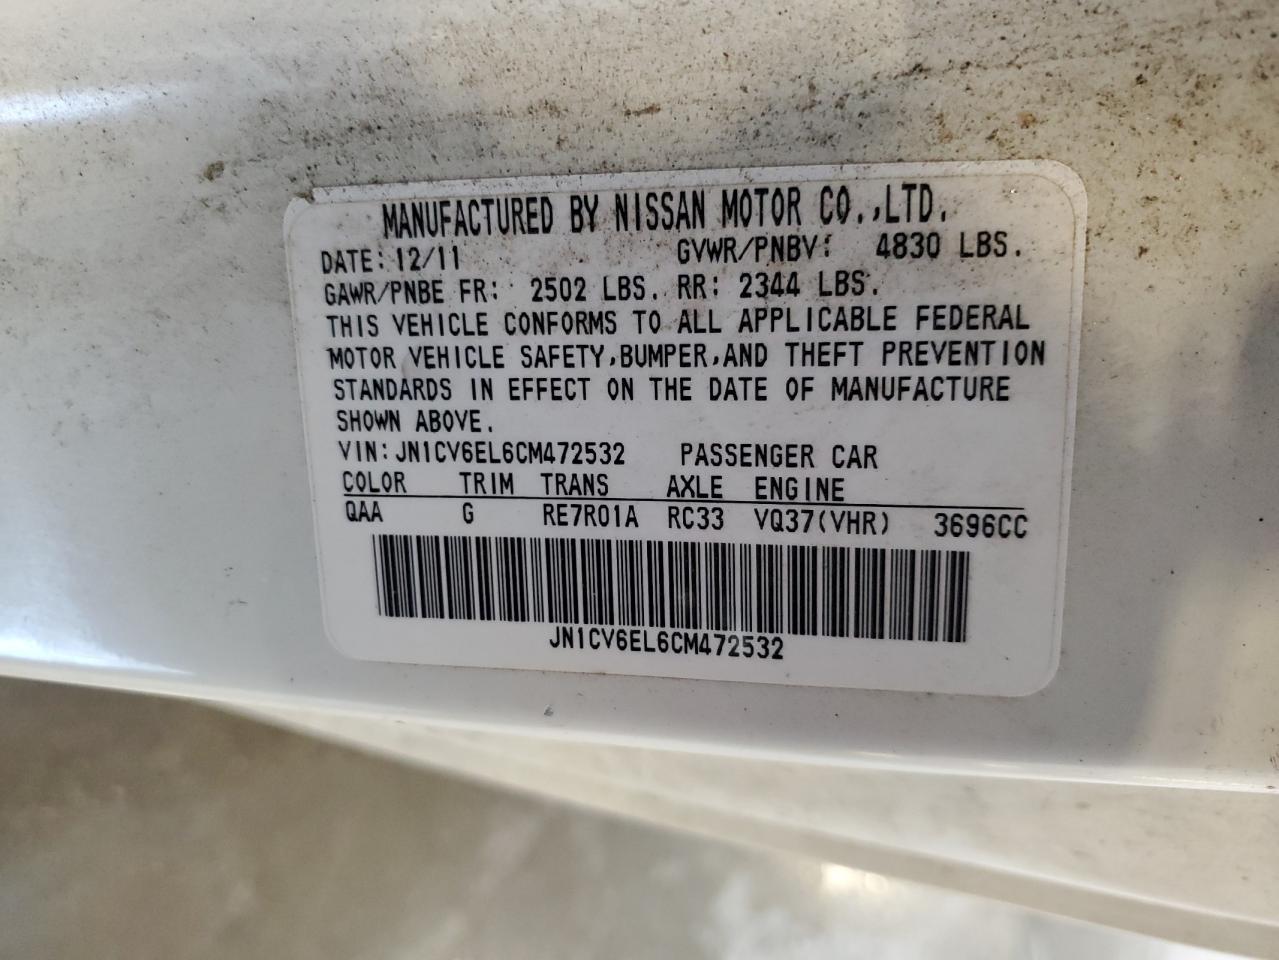 MANUFACTURED BY NISSAN MOTOR CO.,LTD.
DATE: 12/11 GVWR/PNBV: 4830 LBS.
GAWR/PNBE FR: 2502 LBS. RR: 2344 LBS.
THIS VEHICLE CONFORMS TO ALL APPLICABLE FEDERAL
MOTOR VEHICLE SAFETY,BUMPER,AND THEFT PREVENTION
STANDARDS IN EFFECT ON THE DATE OF MANUFACTURE
SHOWN ABOVE.
VIN: JN1CV6EL6CM472532 PASSENGER CAR
COLOR TRIM TRANS AXLE ENGINE
QAA G RE7R01A RC33 VQ37(VHR) 3696CC
JN1CV6EL6CM472532